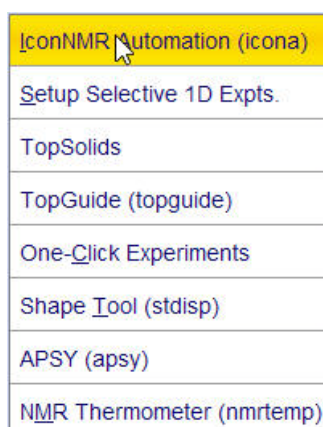 IconNMR Automation (icona)
Setup Selective 1D Expts.
TopSolids
TopGuide (topguide)
One-Click Experiments
Shape Tool (stdisp)
APSY (apsy)
NMR Thermometer (nmrtemp)